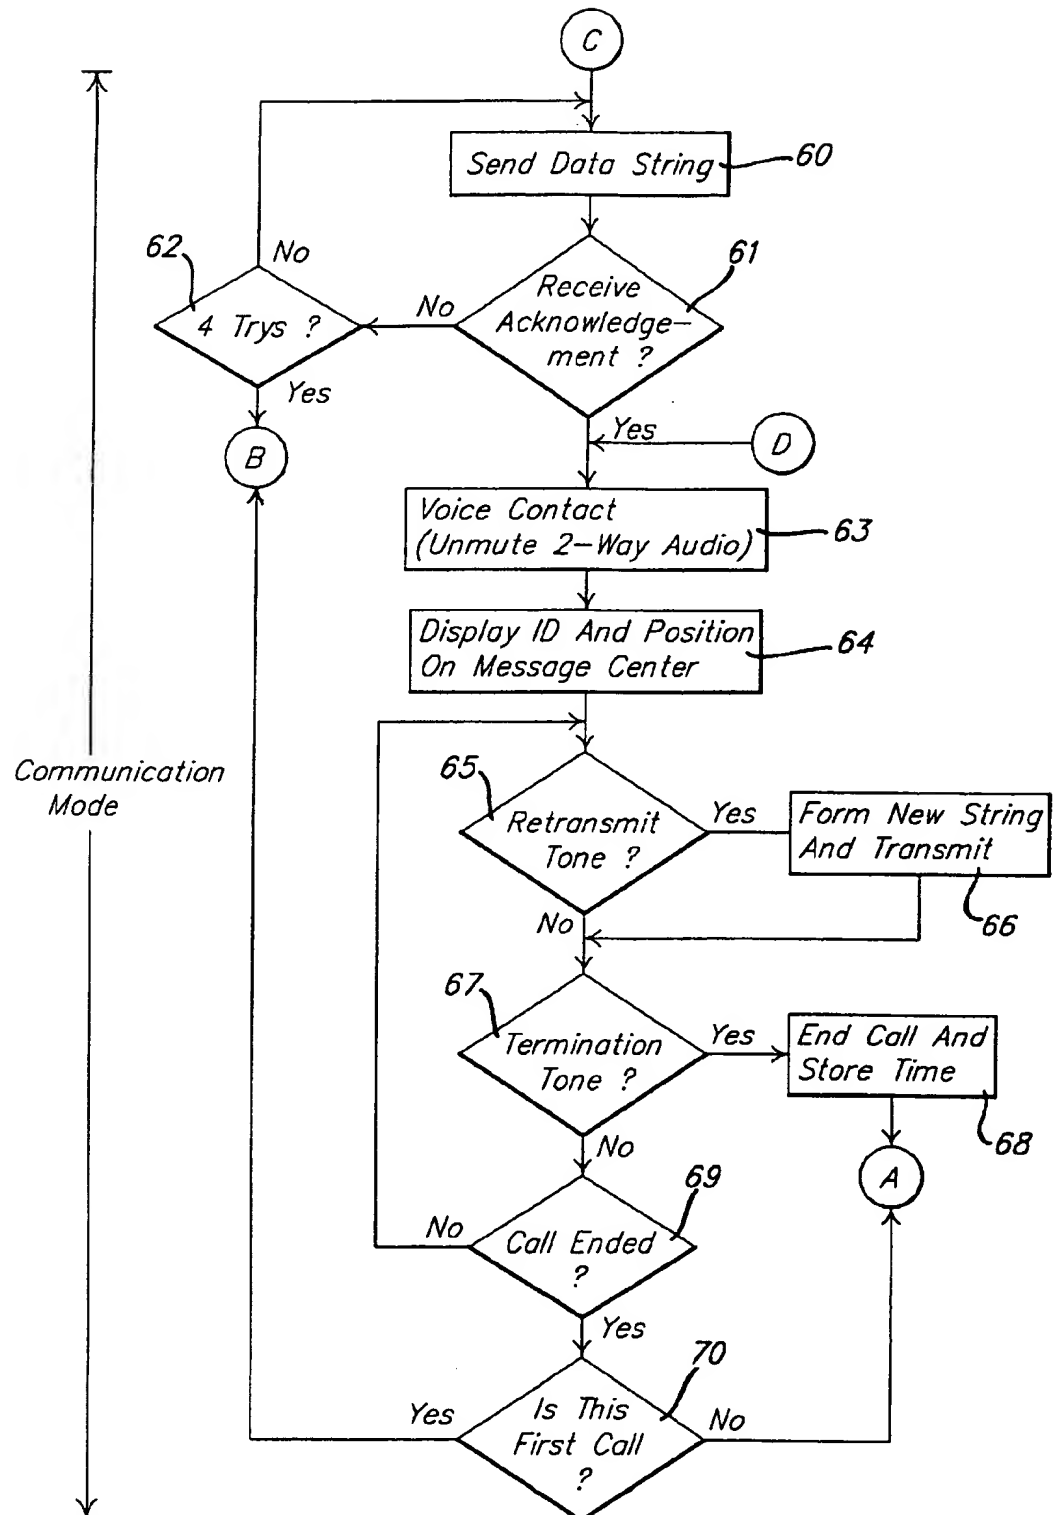 C
Send Data String
60
62
No
61
Receive
Acknowledge-
ment ?
No
4 Trys ?
Yes
Yes
D
B
Voice Contact
(Unmute 2-Way Audio)
63
Display ID And Position
On Message Center
64
Communication
Mode
65
Retransmit
Tone ?
Yes
Form New String
And Transmit
66
No
67
Termination
Tone ?
Yes
End Call And
Store Time
68
No
A
69
Call Ended
?
No
Yes
70
Is This
First Call
?
Yes
No